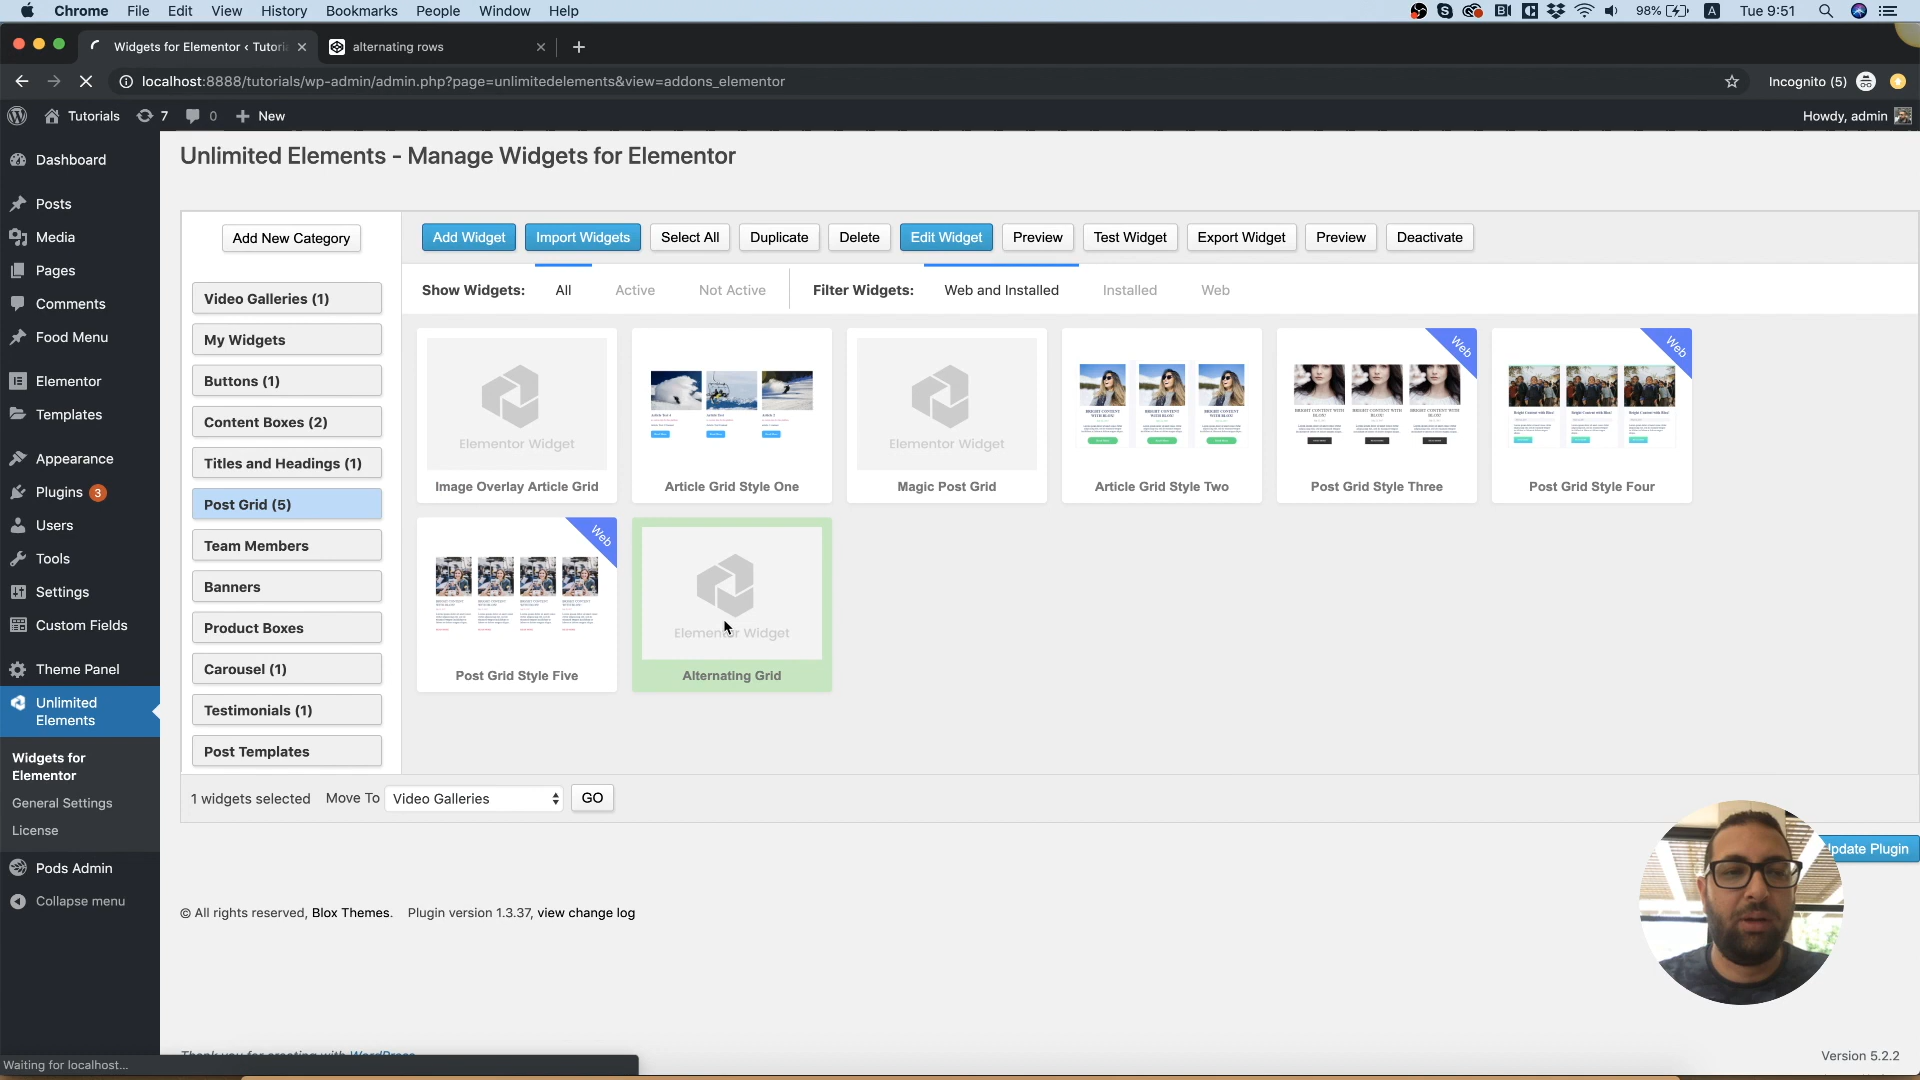 Chrome File Edit View History Bookmarks People Window Help 98% A Tue 9:51
Widgets for Elementor ‹ Tutori alternating rows
localhost:8888/tutorials/wp-admin/admin.php?page=unlimitedelements&view=addons_elementor Incognito (5)
Tutorials 7 0 New Howdy, admin
Dashboard
Posts
Media
Pages
Comments
Food Menu
Elementor
Templates
Appearance
Plugins 3
Users
Tools
Settings
Custom Fields
Theme Panel
Unlimited
Elements
Widgets for
Elementor
General Settings
License
Pods Admin
Collapse menu
Unlimited Elements - Manage Widgets for Elementor
Add New Category
Video Galleries (1)
My Widgets
Buttons (1)
Content Boxes (2)
Titles and Headings (1)
Post Grid (5)
Team Members
Banners
Product Boxes
Carousel (1)
Testimonials (1)
Post Templates
Add Widget Import Widgets Select All Duplicate Delete Edit Widget Preview Test Widget Export Widget Preview Deactivate
Show Widgets: All Active Not Active Filter Widgets: Web and Installed Installed Web
Web Web
Elementor Widget Elementor Widget
Image Overlay Article Grid Article Grid Style One Magic Post Grid Article Grid Style Two Post Grid Style Three Post Grid Style Four
Web
Elementor Widget
Post Grid Style Five Alternating Grid
1 widgets selected Move To Video Galleries GO
Update Plugin
© All rights reserved, Blox Themes. Plugin version 1.3.37, view change log
Thank you for creating with WordPress
Version 5.2.2
Waiting for localhost...